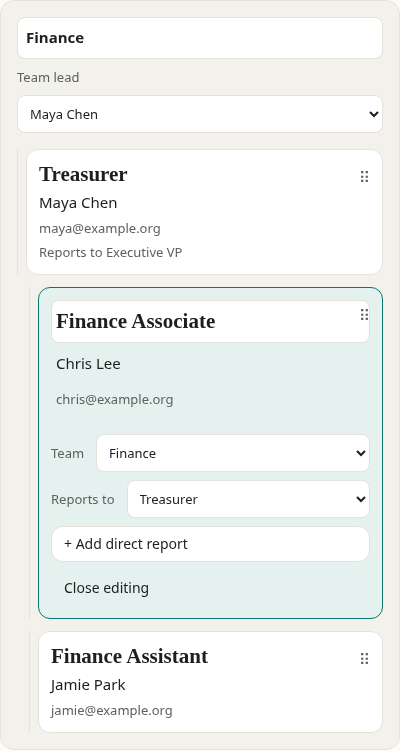 Finance
Team lead
Maya Chen
Treasurer
Maya Chen
maya@example.org
Reports to Executive VP
Finance Associate
Chris Lee
chris@example.org
Team Finance
Reports to Treasurer
+ Add direct report
Close editing
Finance Assistant
Jamie Park
jamie@example.org